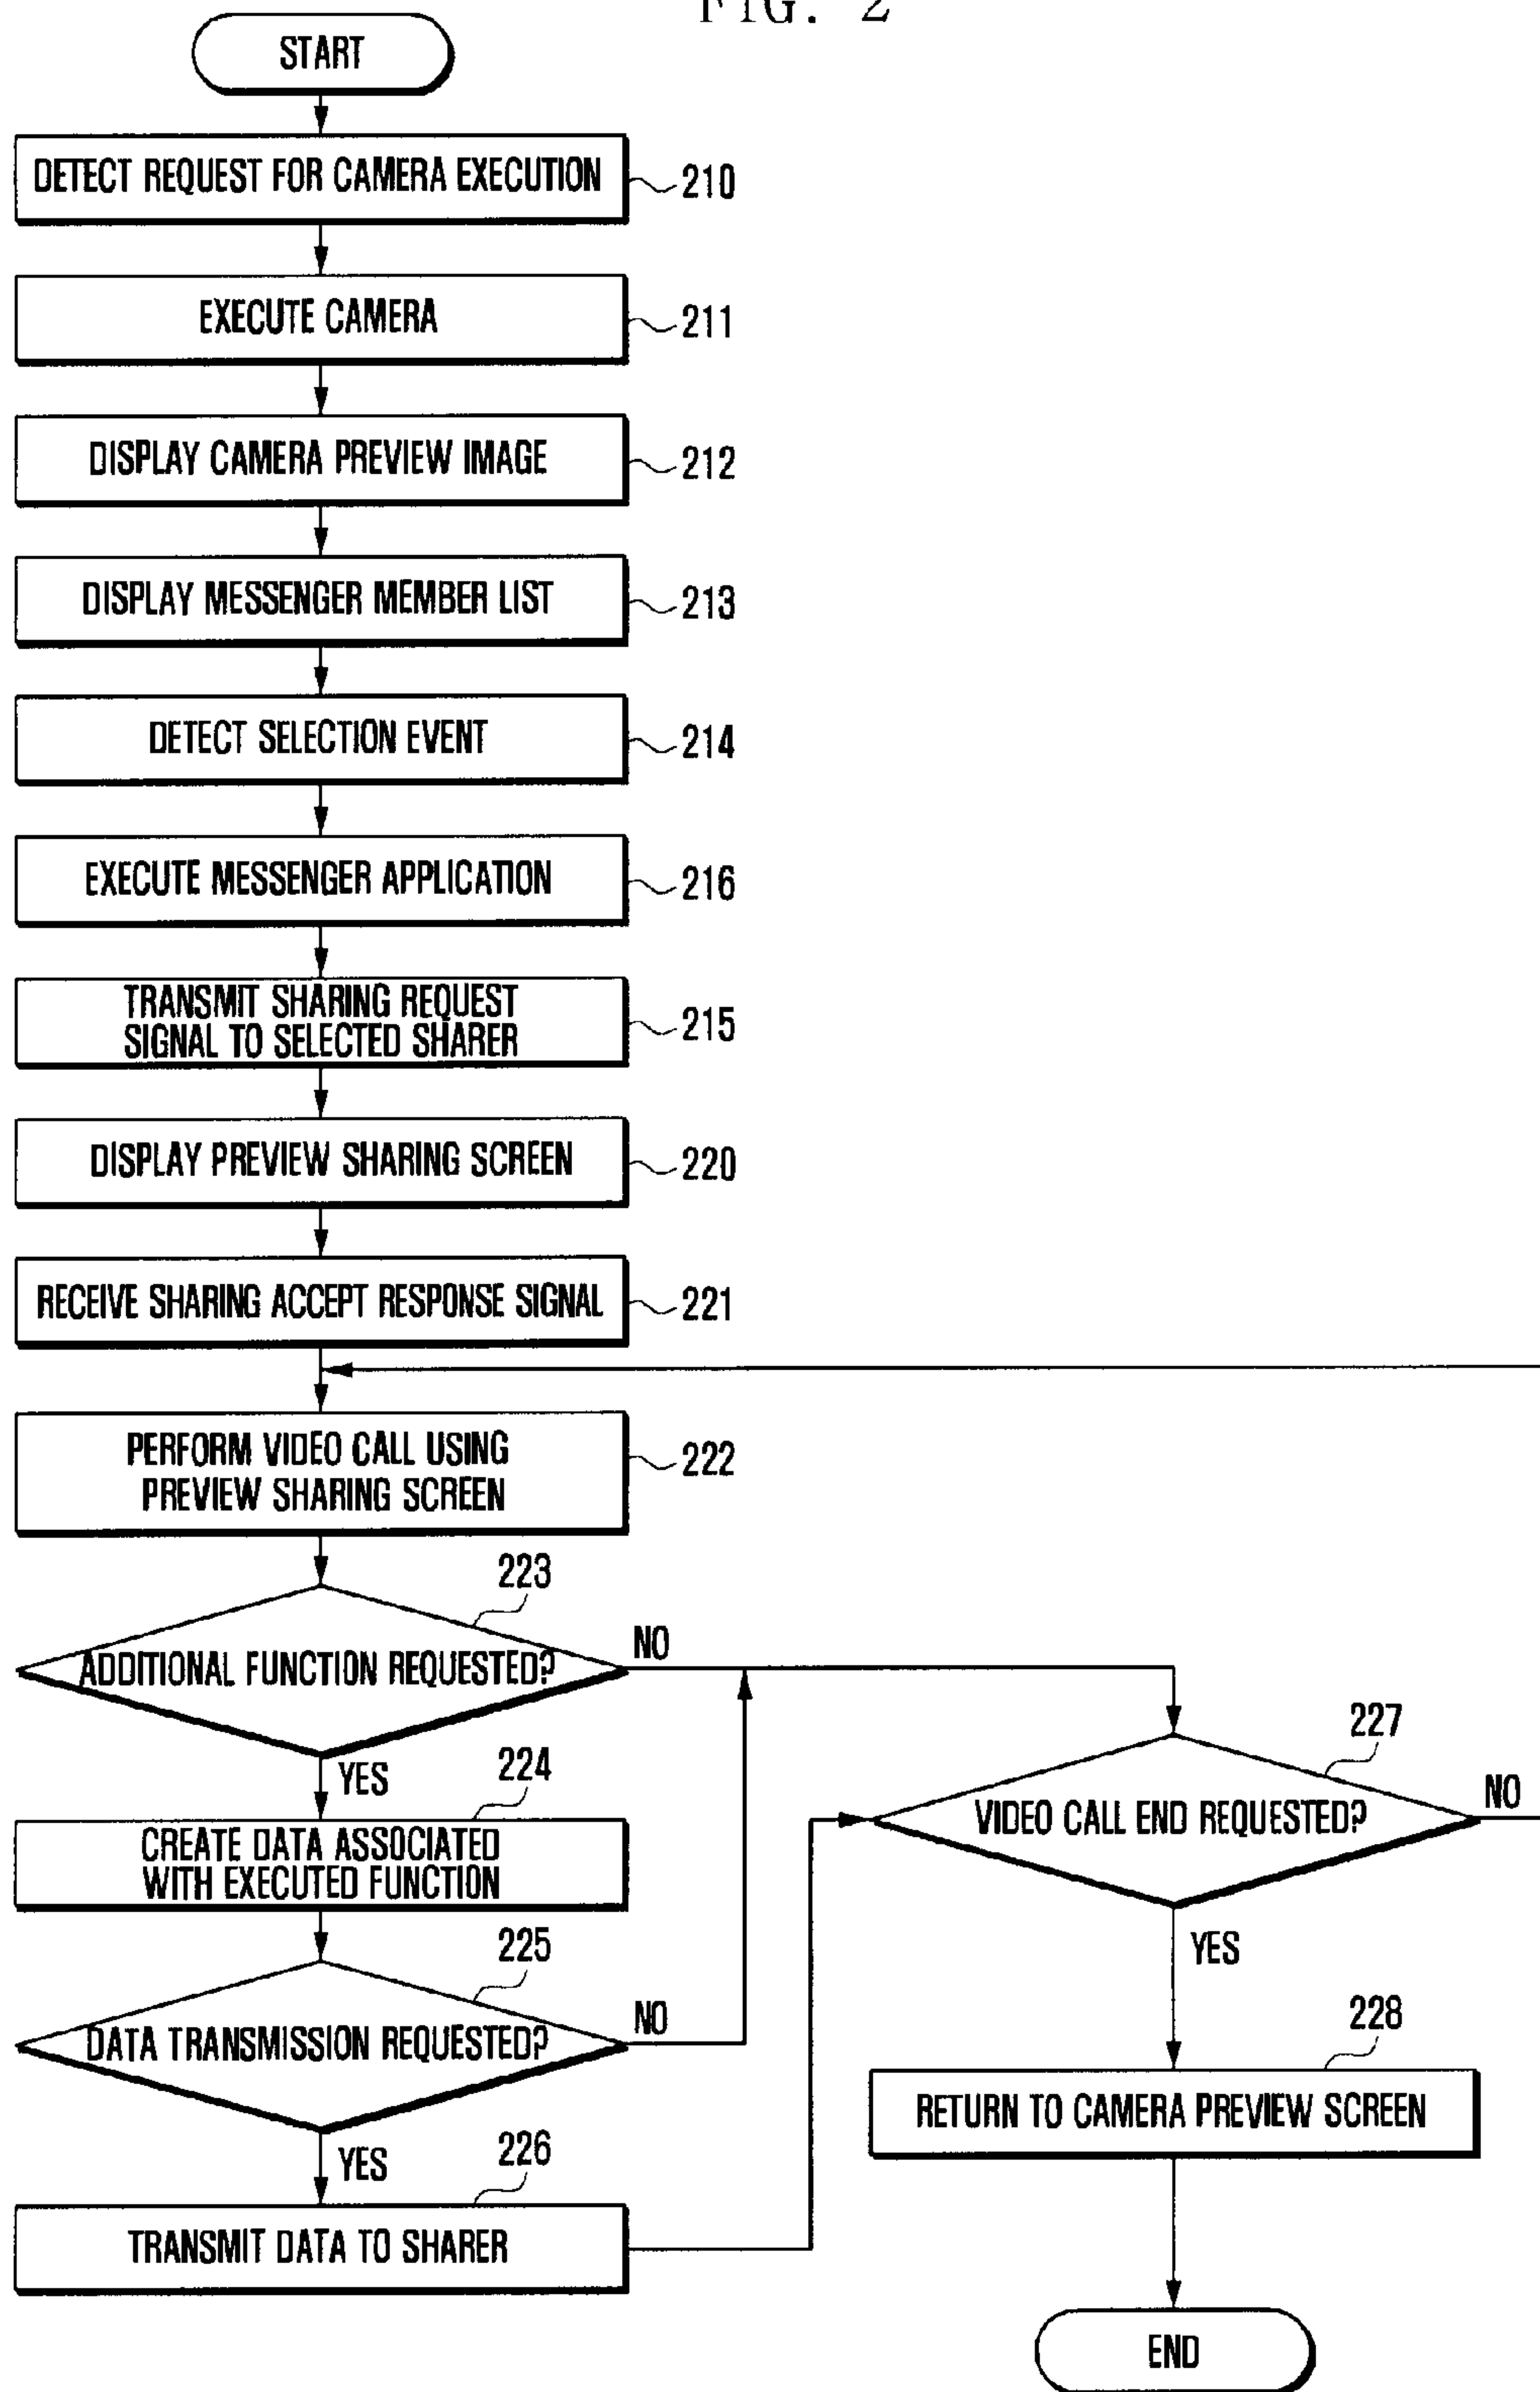 FIG. 2
START
DETECT REQUEST FOR CAMERA EXECUTION
210
EXECUTE CAMERA
211
DISPLAY CAMERA PREVIEW IMAGE
212
DISPLAY MESSENGER MEMBER LIST
213
DETECT SELECTION EVENT
214
EXECUTE MESSENGER APPLICATION
216
TRANSMIT SHARING REQUEST
SIGNAL TO SELECTED SHARER
215
DISPLAY PREVIEW SHARING SCREEN
220
RECEIVE SHARING ACCEPT RESPONSE SIGNAL
221
PERFORM VIDEO CALL USING
PREVIEW SHARING SCREEN
222
223
ADDITIONAL FUNCTION REQUESTED?
NO
YES
224
CREATE DATA ASSOCIATED
WITH EXECUTED FUNCTION
225
DATA TRANSMISSION REQUESTED?
NO
YES
226
TRANSMIT DATA TO SHARER
227
VIDEO CALL END REQUESTED?
NO
YES
228
RETURN TO CAMERA PREVIEW SCREEN
END